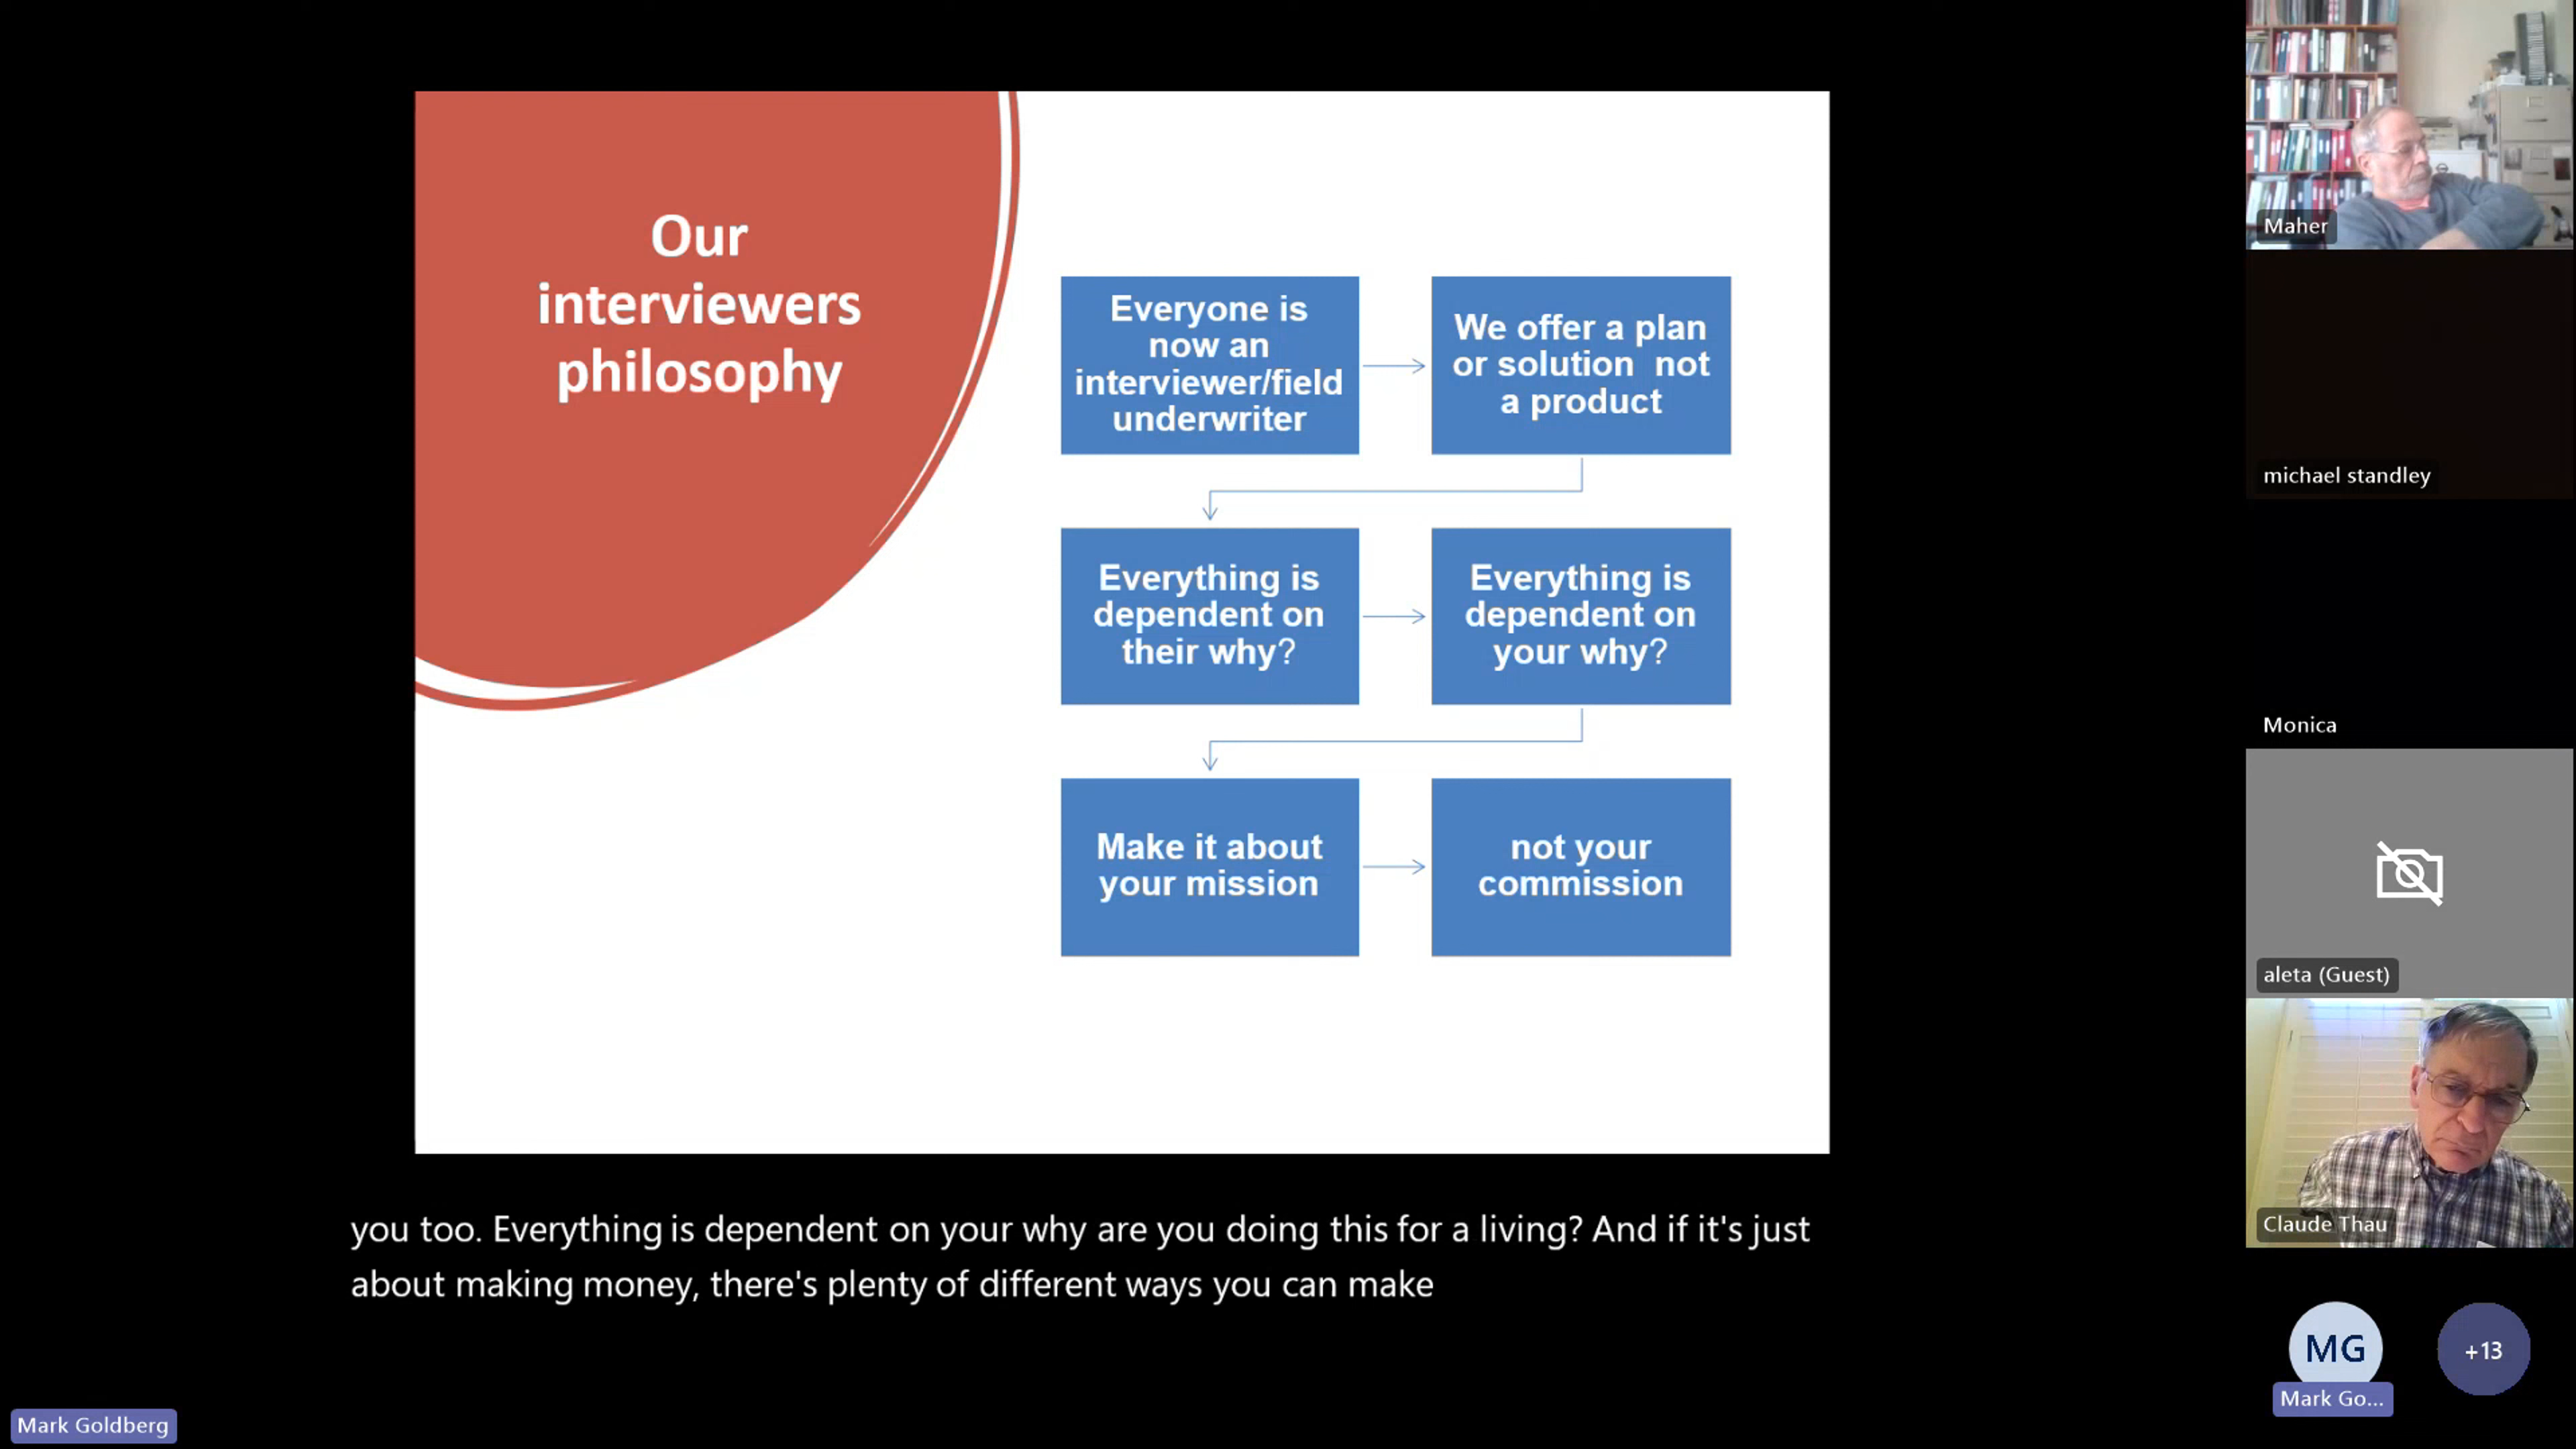 Our
interviewers
philosophy
Everyone is
now an
interviewer/field
underwriter
We offer a plan
or solution  not
a product
Everything is
dependent on
their why?
Everything is
dependent on
your why?
Make it about
your mission
not your
commission
you too. Everything is dependent on your why are you doing this for a living? And if it's just
about making money, there's plenty of different ways you can make
Mark Goldberg
Maher
michael standley
Monica
aleta (Guest)
Claude Thau
MG
Mark Go...
+13